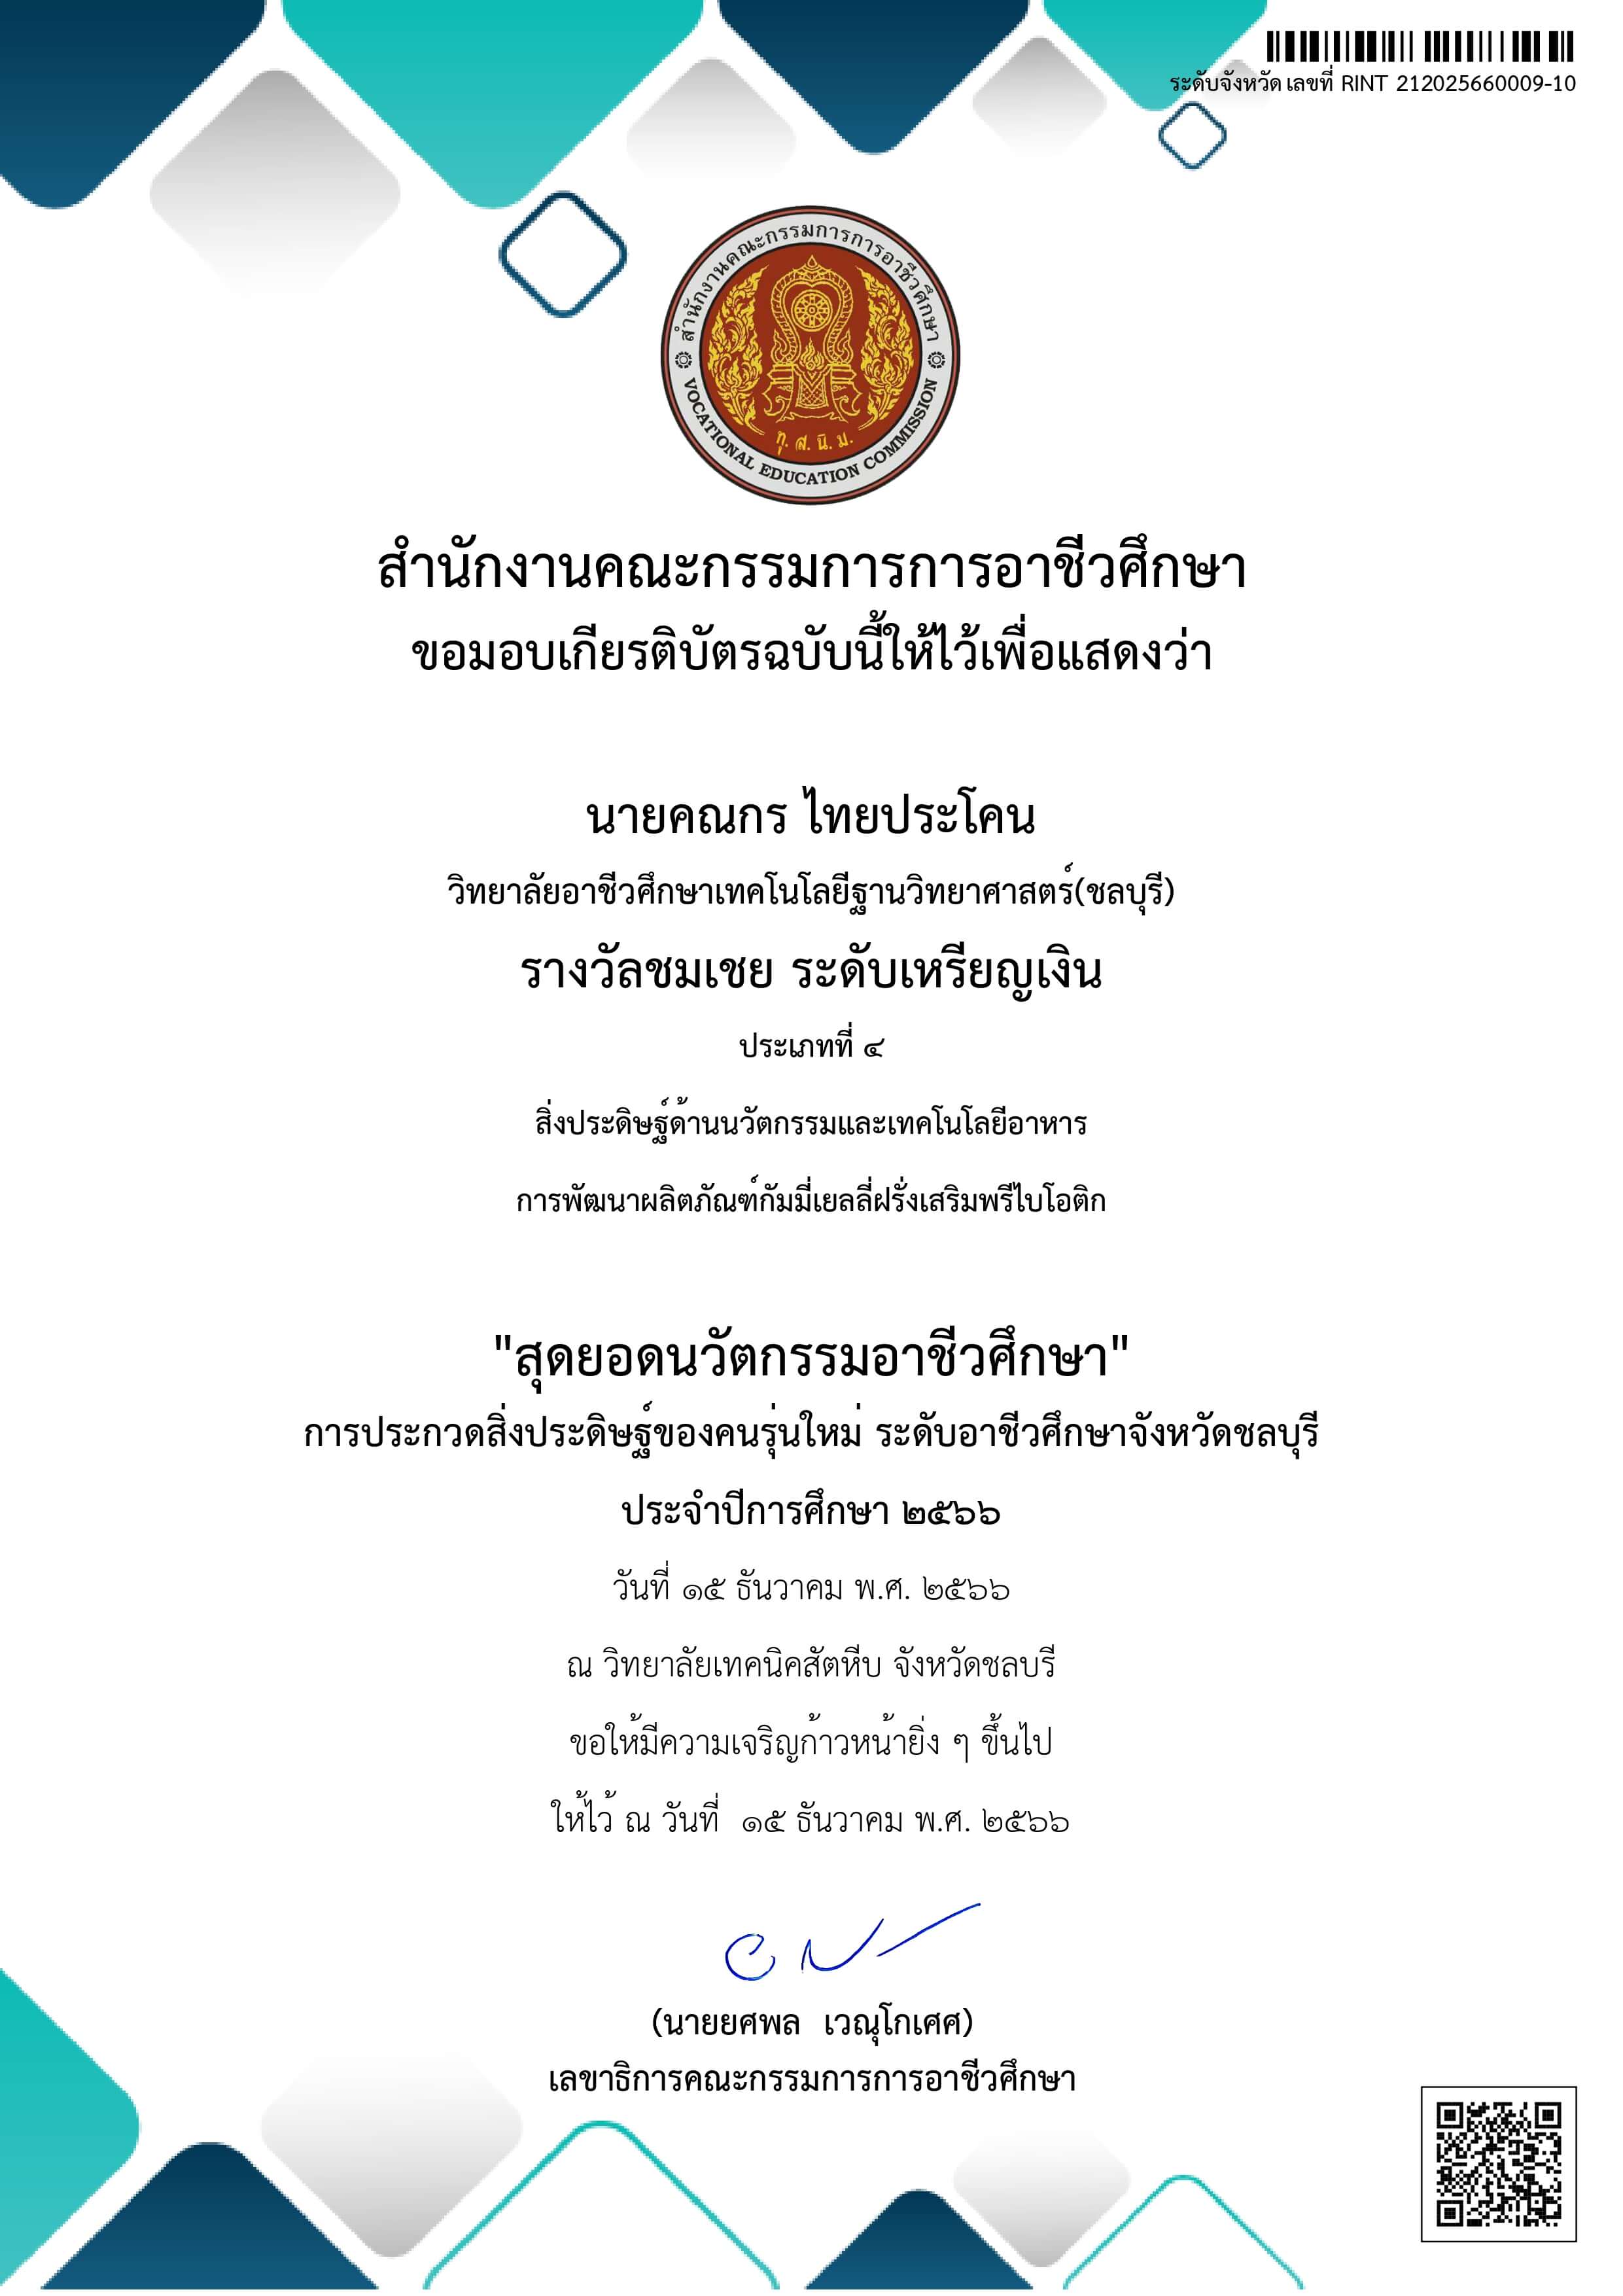 ระดับจังหวัด เลขที่ RINT 212025660009-10
สำนักงานคณะกรรมการการอาชีวศึกษา
VOCATIONAL EDUCATION COMMISSION
ทุ. ส. นิ. ม.
สำนักงานคณะกรรมการการอาชีวศึกษา
ขอมอบเกียรติบัตรฉบับนี้ให้ไว้เพื่อแสดงว่า
นายคณกร ไทยประโคน
วิทยาลัยอาชีวศึกษาเทคโนโลยีฐานวิทยาศาสตร์(ชลบุรี)
รางวัลชมเชย ระดับเหรียญเงิน
ประเภทที่ ๔
สิ่งประดิษฐ์ด้านนวัตกรรมและเทคโนโลยีอาหาร
การพัฒนาผลิตภัณฑ์กัมมี่เยลลี่ฝรั่งเสริมพรีไบโอติก
"สุดยอดนวัตกรรมอาชีวศึกษา"
การประกวดสิ่งประดิษฐ์ของคนรุ่นใหม่ ระดับอาชีวศึกษาจังหวัดชลบุรี
ประจำปีการศึกษา ๒๕๖๖
วันที่ ๑๕ ธันวาคม พ.ศ. ๒๕๖๖
ณ วิทยาลัยเทคนิคสัตหีบ จังหวัดชลบรี
ขอให้มีความเจริญก้าวหน้ายิ่ง ๆ ขึ้นไป
ให้ไว้ ณ วันที่ ๑๕ ธันวาคม พ.ศ. ๒๕๖๖
(นายยศพล เวณุโกเศศ)
เลขาธิการคณะกรรมการการอาชีวศึกษา